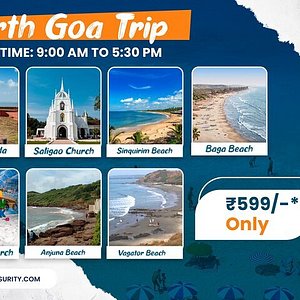 rth Goa Trip
TIME: 9:00 AM TO 5:30 PM
la
Saligao Church
Sinquirim Beach
Baga Beach
rch
Anjuna Beach
Vagator Beach
₹599/-*
Only
SURITY.COM